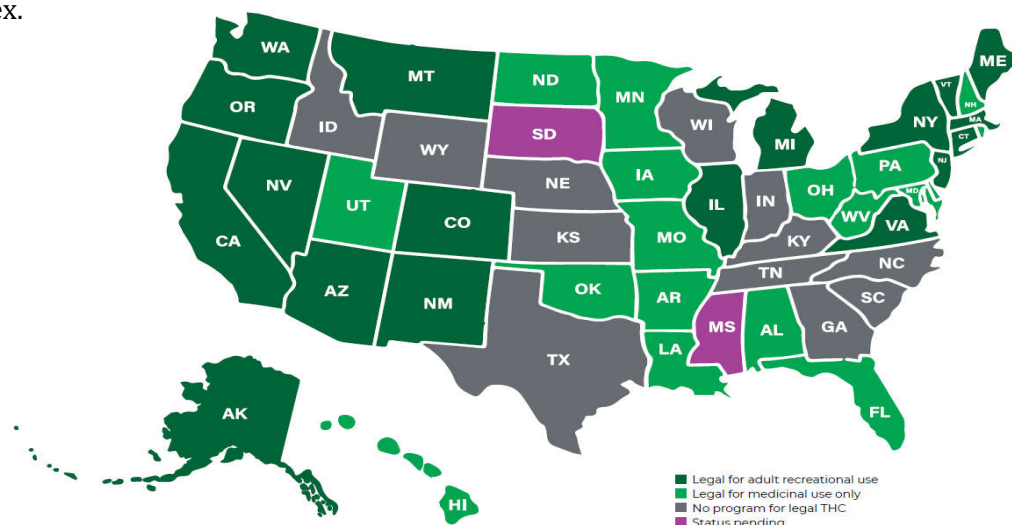 ex.
WA
MT
ND
MN
ME
VT
NH
OR
ID
SD
WI
MI
NY
MA
CT
WY
IA
PA
NJ
NE
NV
UT
CO
IL
IN
OH
MD
WV
VA
CA
KS
MO
KY
NC
TN
AZ
NM
OK
AR
SC
MS
AL
GA
TX
LA
FL
AK
HI
Legal for adult recreational use
Legal for medicinal use only
No program for legal THC
Status pending